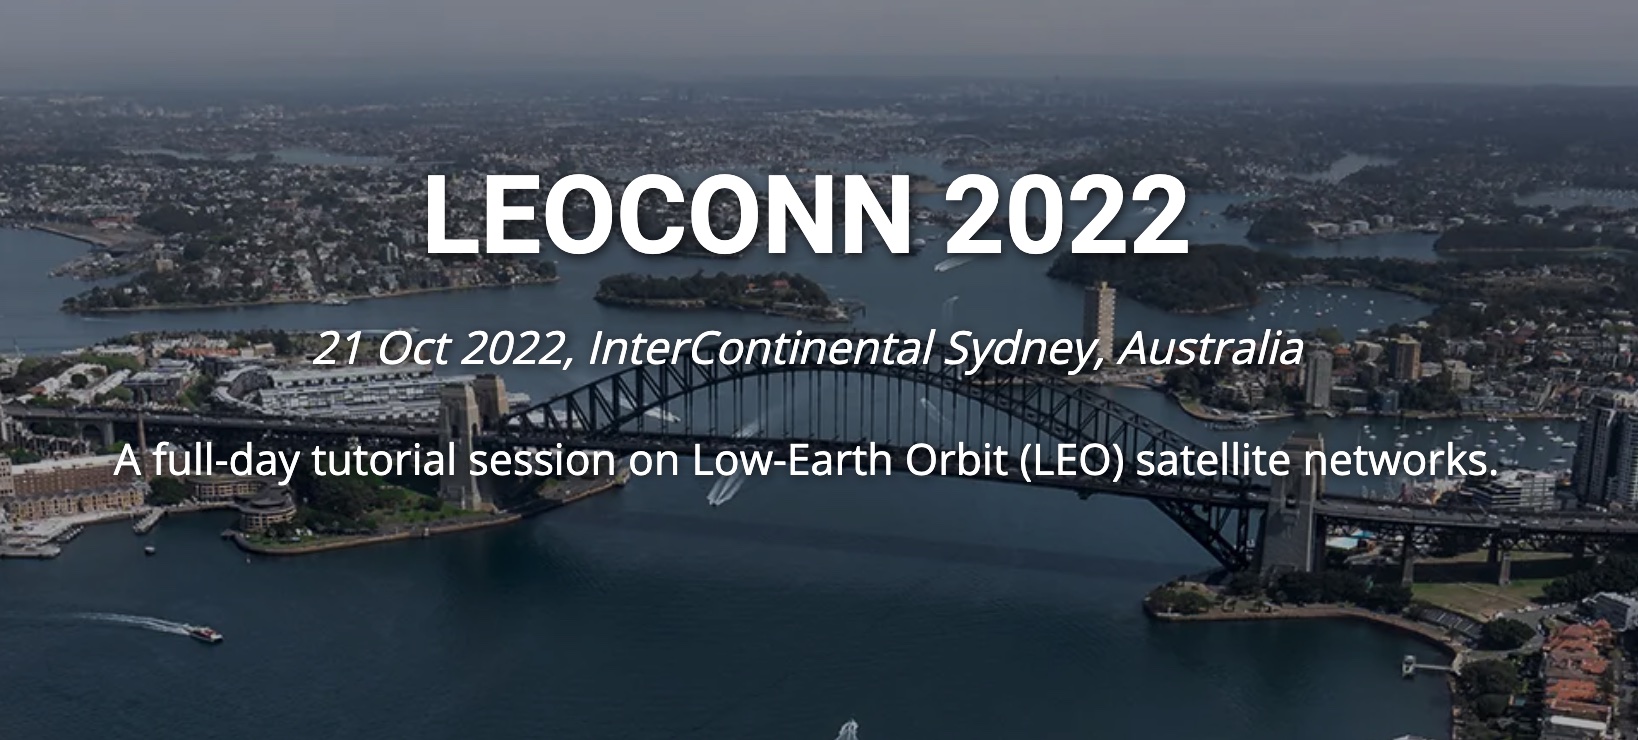 LEOCONN 2022
21 Oct 2022, InterContinental Sydney, Australia
A full-day tutorial session on Low-Earth Orbit (LEO) satellite networks.